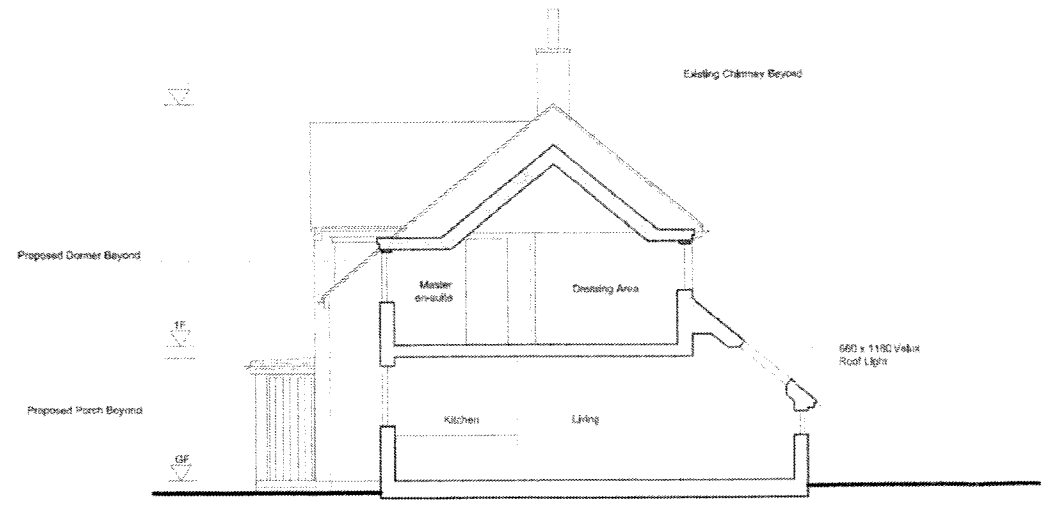 Existing Chimney Beyond
Proposed Dormer Beyond
Master
en-suite
Dressing Area
1F
660 x 1180 Velux
Roof Light
Proposed Porch Beyond
Kitchen
Living
GF